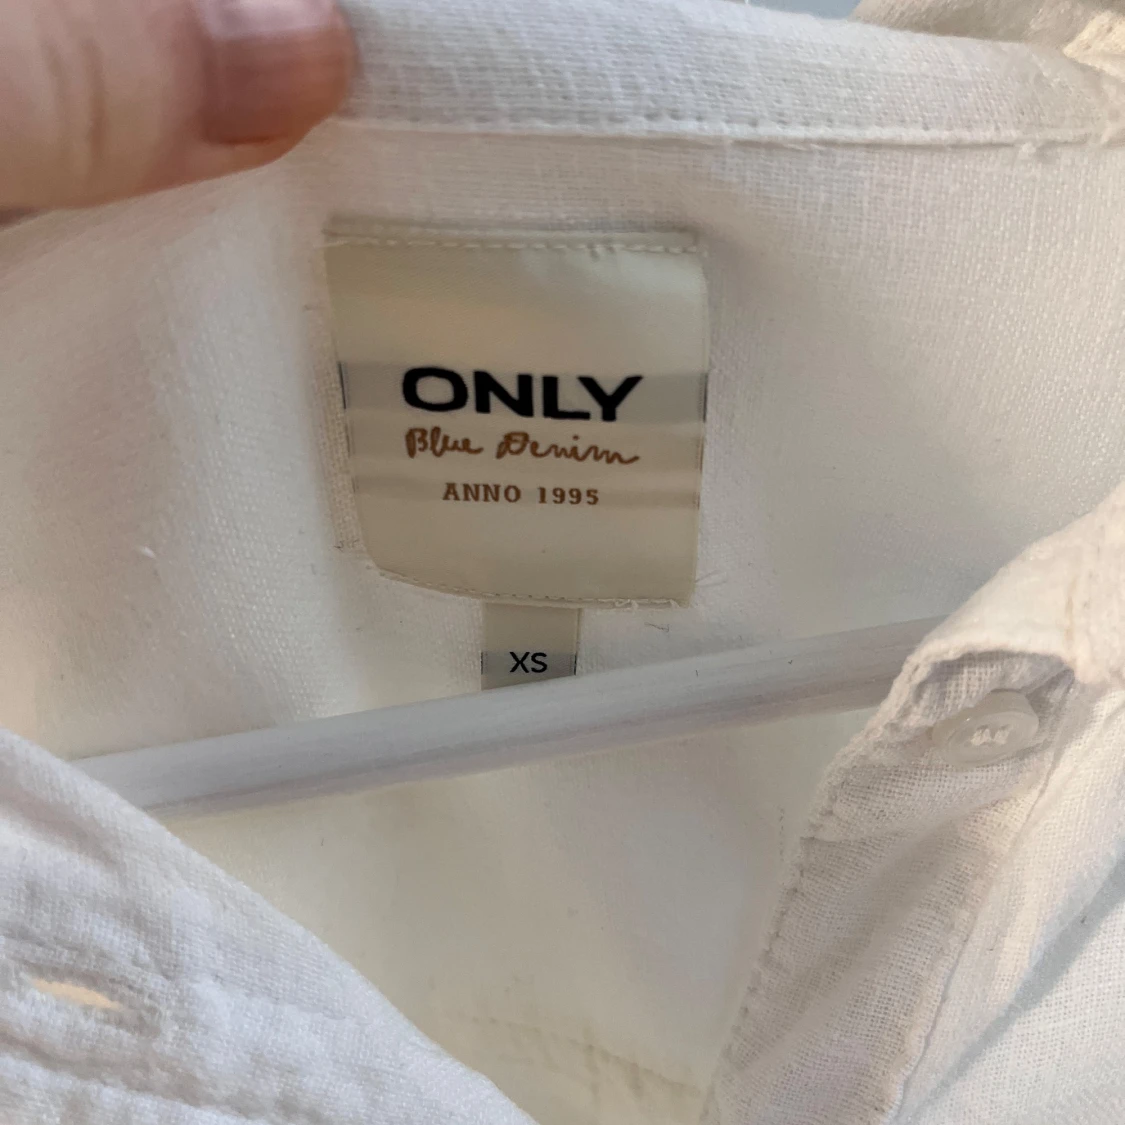 ONLY
Blue Denim
ANNO 1995
XS